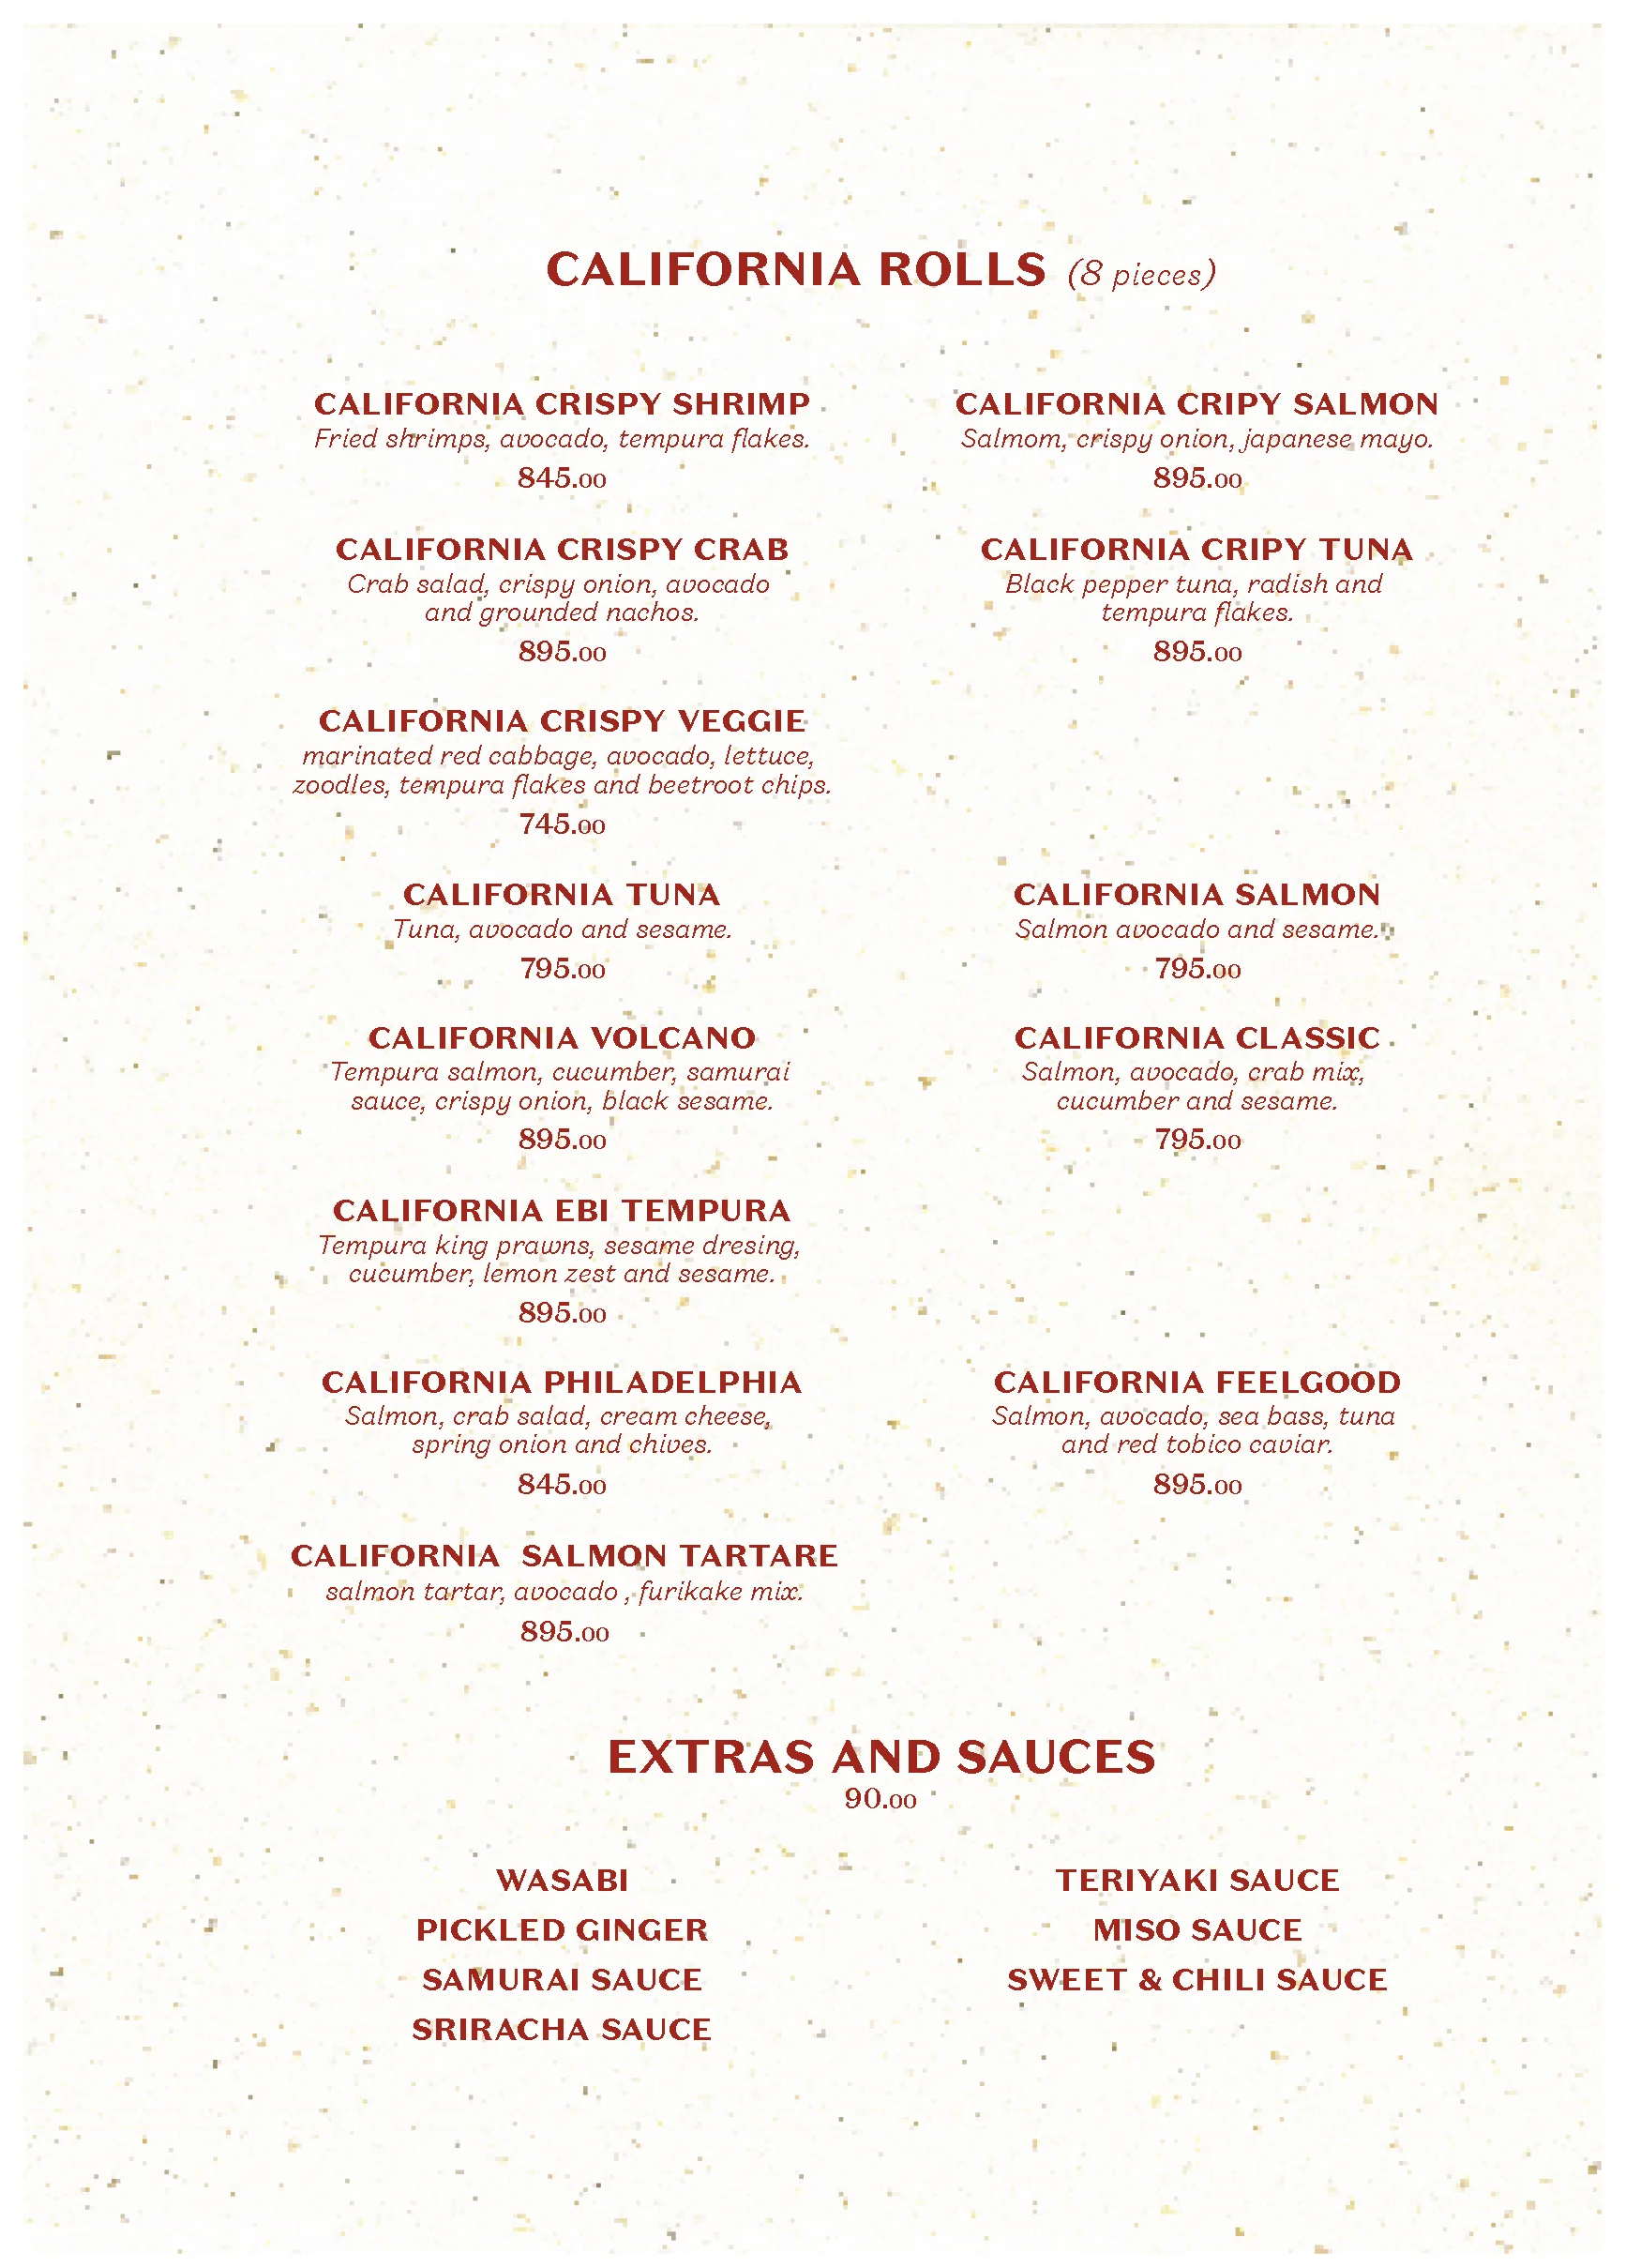 CALIFORNIA ROLLS (8 pieces)
CALIFORNIA CRISPY SHRIMP
Fried shrimps, avocado, tempura flakes.
845.00
CALIFORNIA CRIPY SALMON
Salmom, crispy onion, japanese mayo.
895.00
CALIFORNIA CRISPY CRAB
Crab salad, crispy onion, avocado
and grounded nachos.
895.00
CALIFORNIA CRIPY TUNA
Black pepper tuna, radish and
tempura flakes.
895.00
CALIFORNIA CRISPY VEGGIE
marinated red cabbage, avocado, lettuce,
zoodles, tempura flakes and beetroot chips.
745.00
CALIFORNIA TUNA
Tuna, avocado and sesame.
795.00
CALIFORNIA SALMON
Salmon avocado and sesame.
795.00
CALIFORNIA VOLCANO
Tempura salmon, cucumber, samurai
sauce, crispy onion, black sesame.
895.00
CALIFORNIA CLASSIC
Salmon, avocado, crab mix,
cucumber and sesame.
795.00
CALIFORNIA EBI TEMPURA
Tempura king prawns, sesame dresing,
cucumber, lemon zest and sesame.
895.00
CALIFORNIA PHILADELPHIA
Salmon, crab salad, cream cheese,
spring onion and chives.
845.00
CALIFORNIA FEELGOOD
Salmon, avocado, sea bass, tuna
and red tobico caviar.
895.00
CALIFORNIA SALMON TARTARE
salmon tartar, avocado , furikake mix.
895.00
EXTRAS AND SAUCES
90.00
WASABI
PICKLED GINGER
SAMURAI SAUCE
SRIRACHA SAUCE
TERIYAKI SAUCE
MISO SAUCE
SWEET & CHILI SAUCE